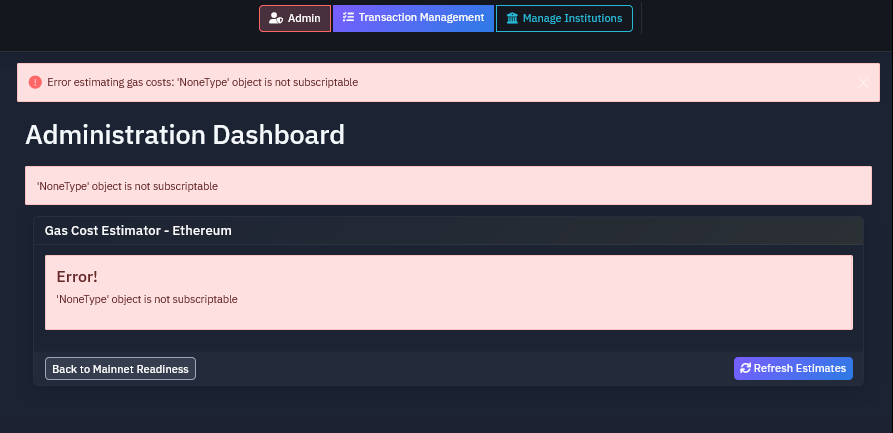 Admin Transaction Management Manage Institutions
Error estimating gas costs: 'NoneType' object is not subscriptable
Administration Dashboard
'NoneType' object is not subscriptable
Gas Cost Estimator - Ethereum
Error!
'NoneType' object is not subscriptable
Back to Mainnet Readiness Refresh Estimates